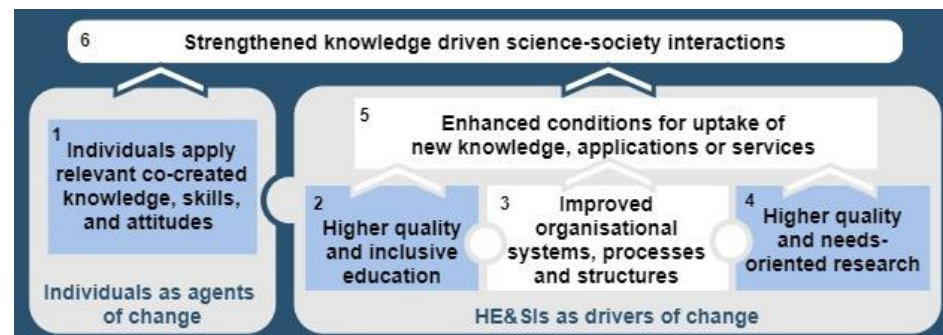 6
Strengthened knowledge driven science-society interactions
1
Individuals apply
relevant co-created
knowledge, skills,
and attitudes
Individuals as agents
of change
5
Enhanced conditions for uptake of
new knowledge, applications or services
2
Higher quality
and inclusive
education
3
Improved
organisational
systems, processes
and structures
4
Higher quality
and needs-
oriented research
HE&SIs as drivers of change